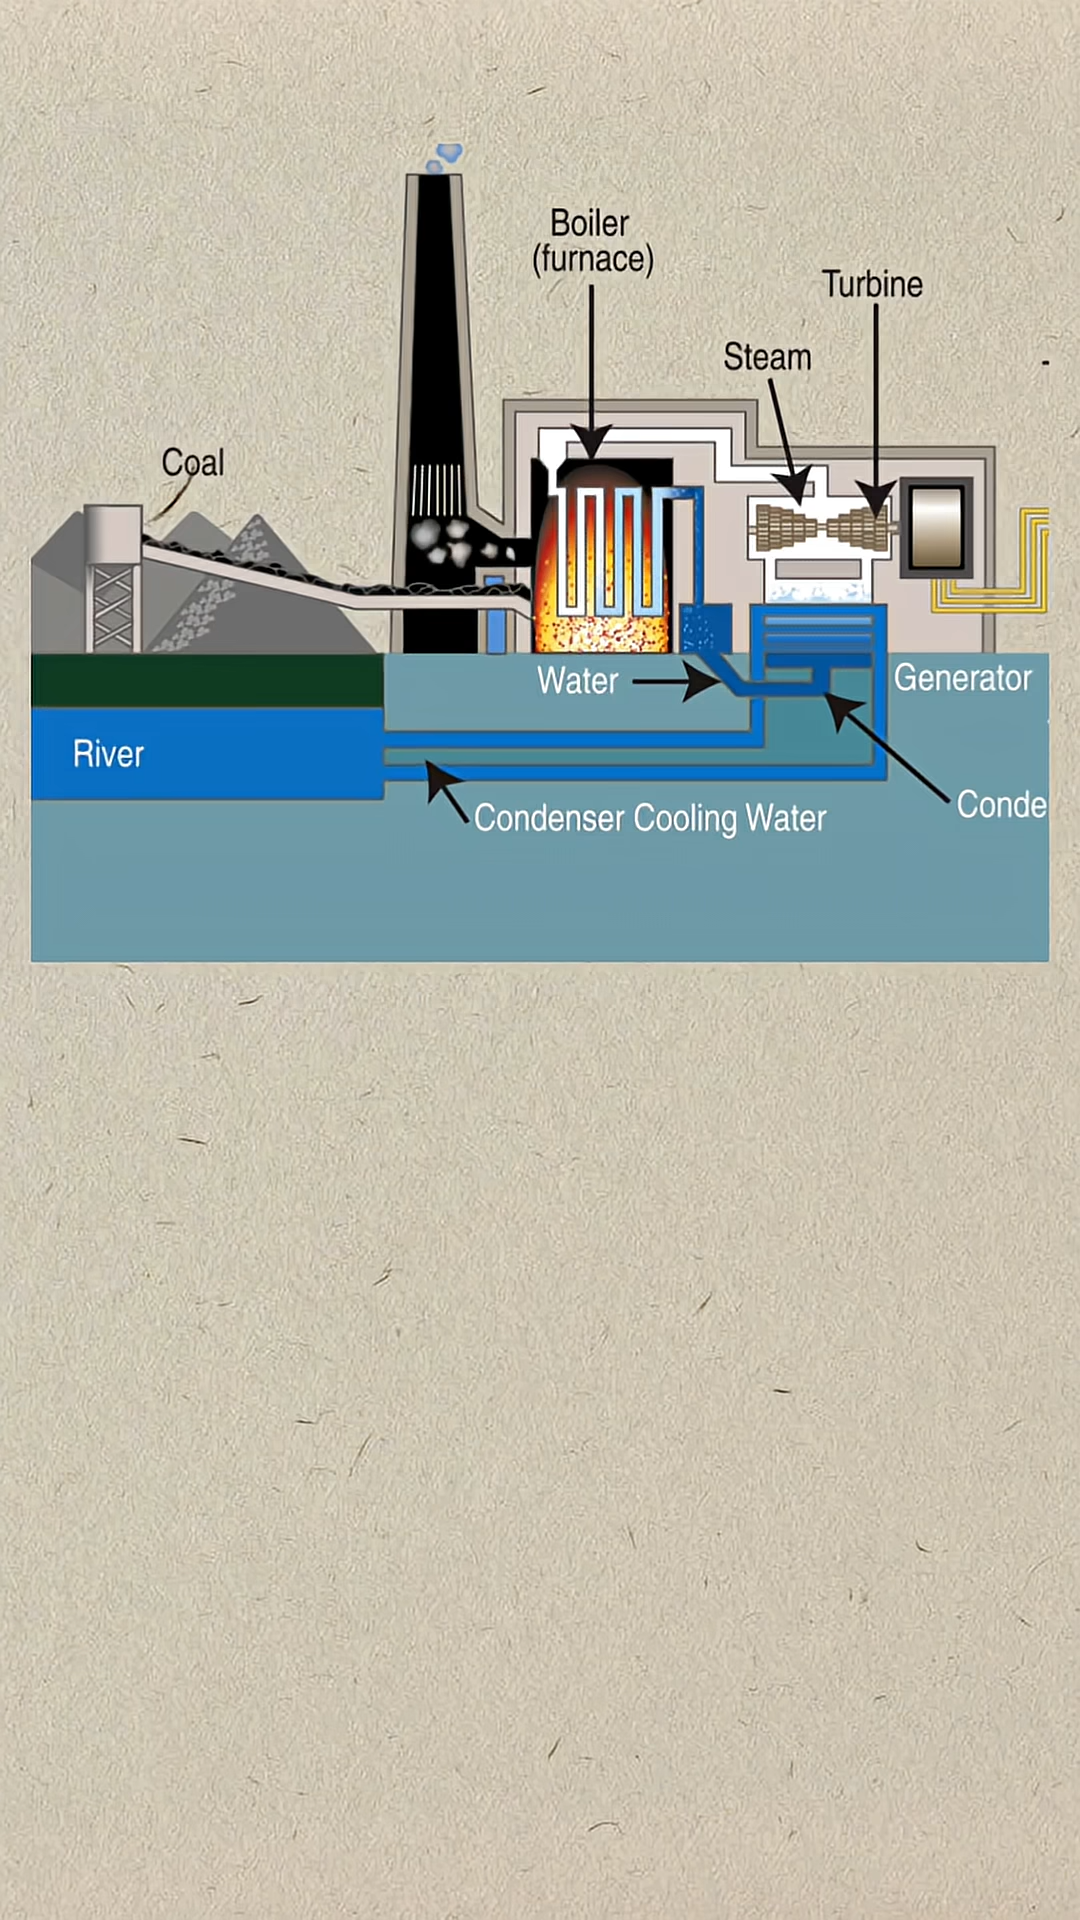 Boiler
(furnace)
Turbine
Steam
Coal
Water
Generator
River
Conde
Condenser Cooling Water